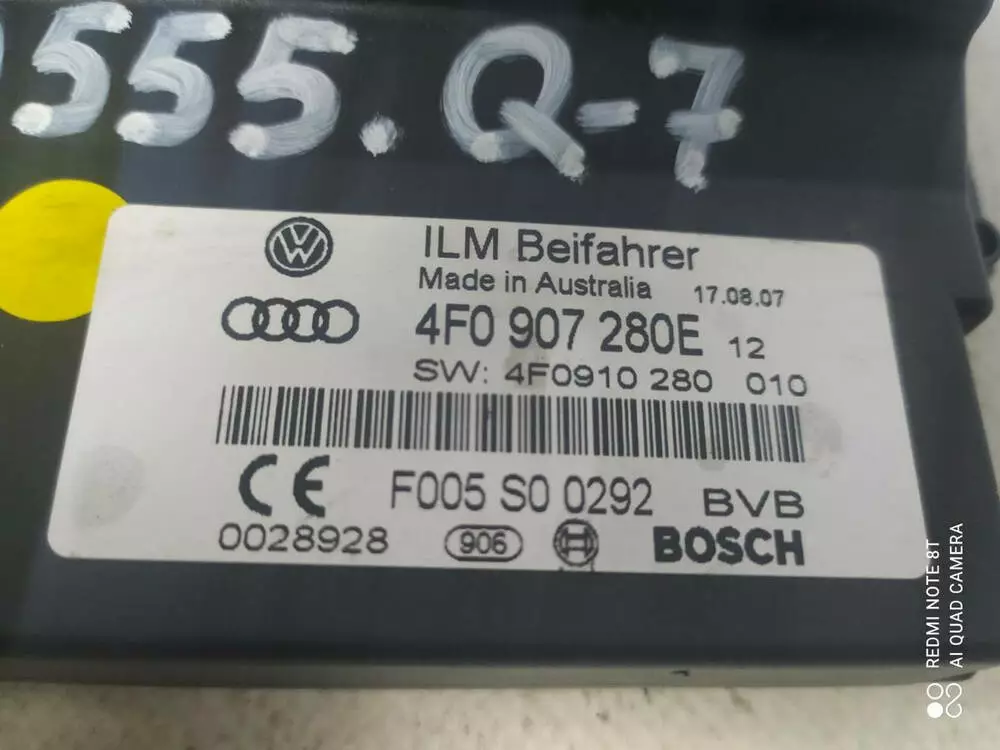 555.Q-7
ILM Beifahrer
Made in Australia 17.08.07
4F0 907 280E 12
SW: 4F0910 280 010
CE F005 S0 0292 BVB
0028928 906 BOSCH
REDMI NOTE 8T
AI QUAD CAMERA